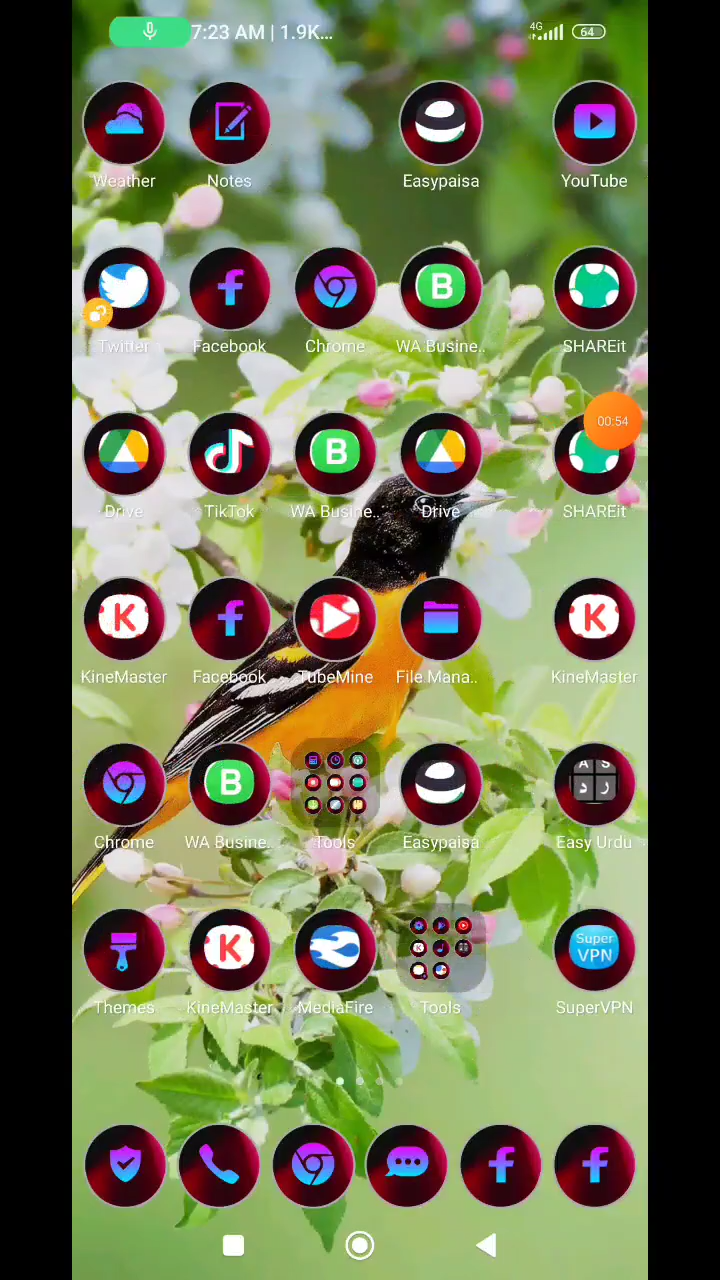 7:23 AM | 1.9K...
4G
64
Weather
Notes
Easypaisa
YouTube
Twitter
Facebook
Chrome
B
WA Busine..
SHAREit
00:54
Drive
TikTok
B
WA Busine..
Drive
SHAREit
K
KineMaster
Facebook
TubeMine
File Mana..
K
KineMaster
Chrome
B
WA Busine..
Tools
Easypaisa
A S
ر د
Easy Urdu
Themes
K
KineMaster
MediaFire
Tools
Super
VPN
SuperVPN